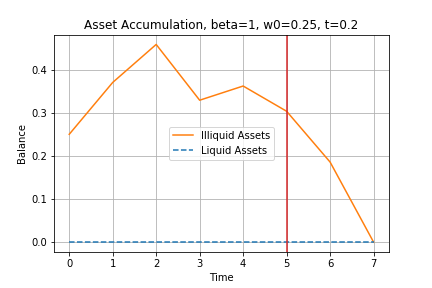 Asset Accumulation, beta=1, w0=0.25, t=0.2
Balance
0.4
0.3
0.2
0.1
0.0
Illiquid Assets
Liquid Assets
0 1 2 3 4 5 6 7
Time